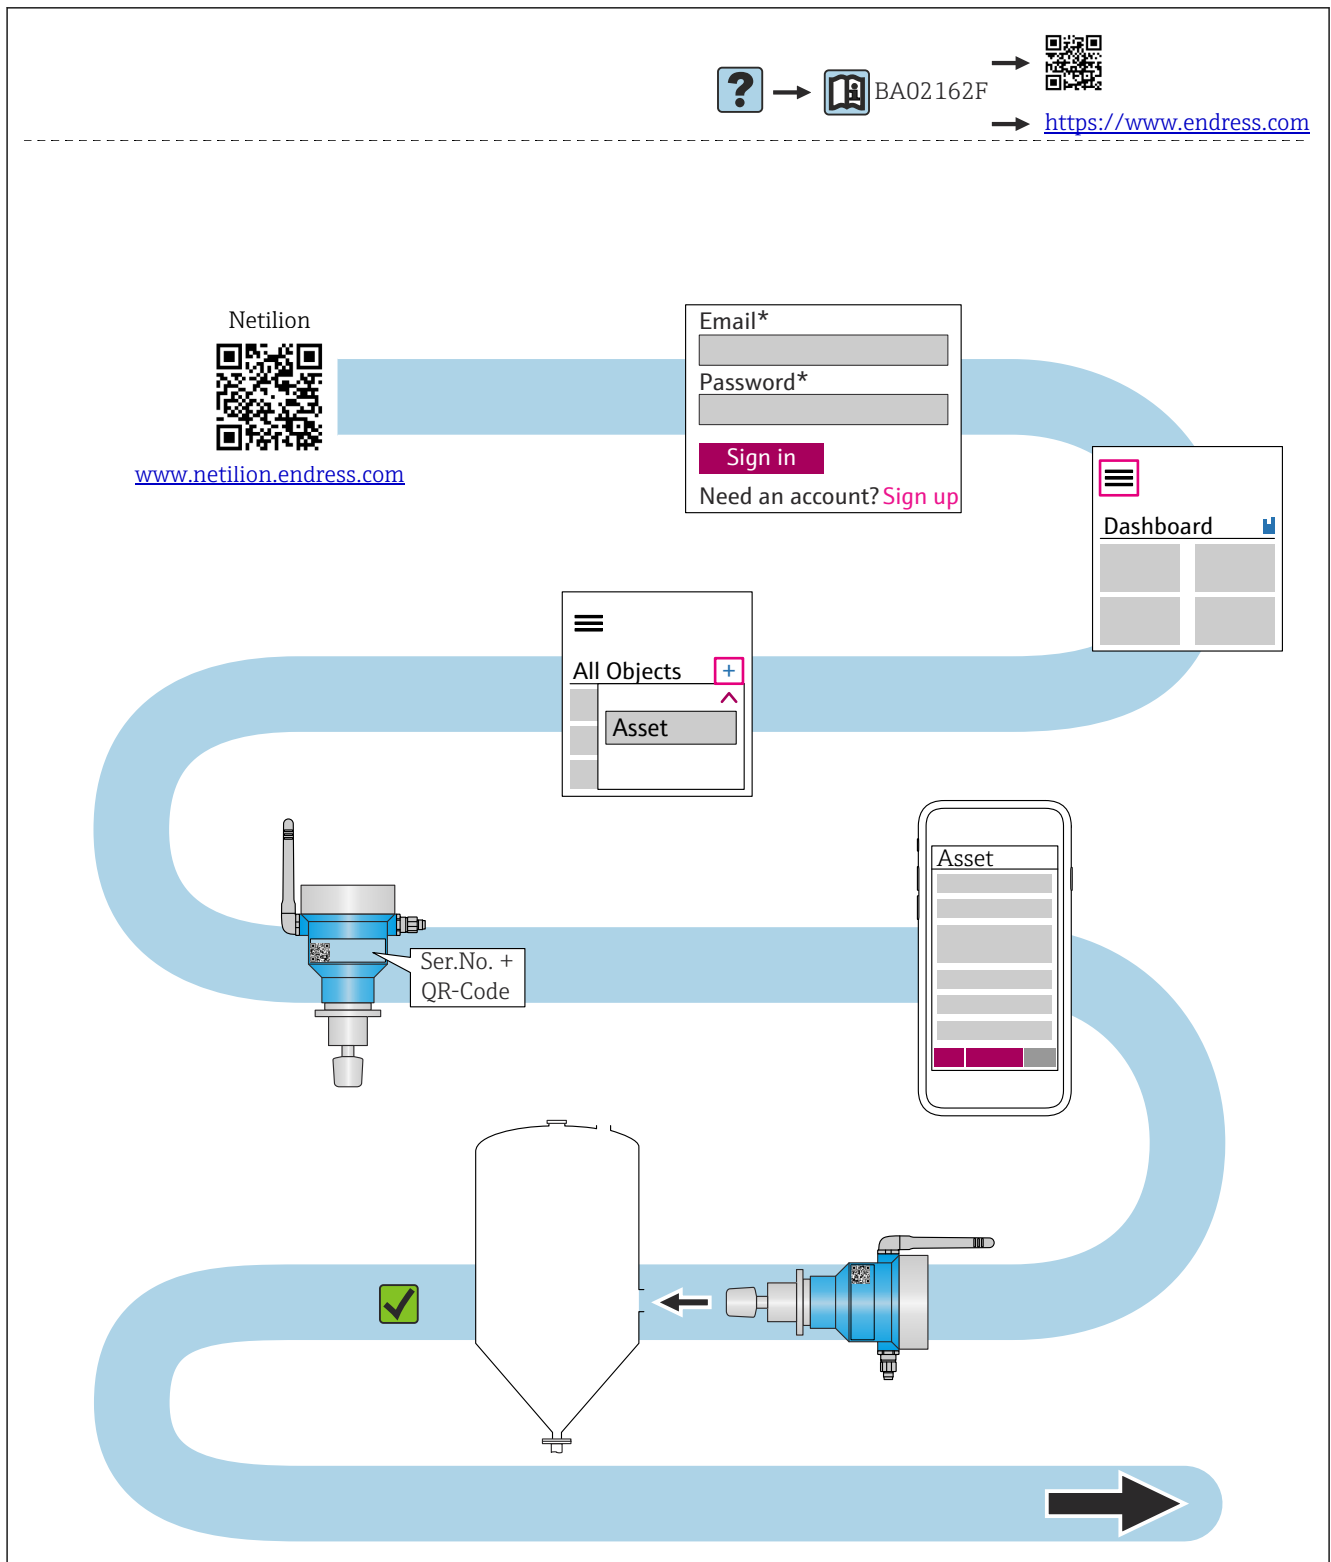 BA02162F
https://www.endress.com
Netilion
www.netilion.endress.com
Email*
Password*
Sign in
Need an account? Sign up
Dashboard
All Objects +
Asset
Ser.No. +
QR-Code
Asset